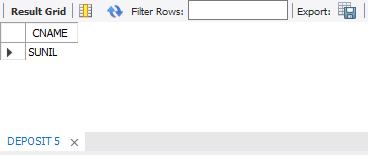 Result Grid Filter Rows: Export:
CNAME
SUNIL
DEPOSIT 5